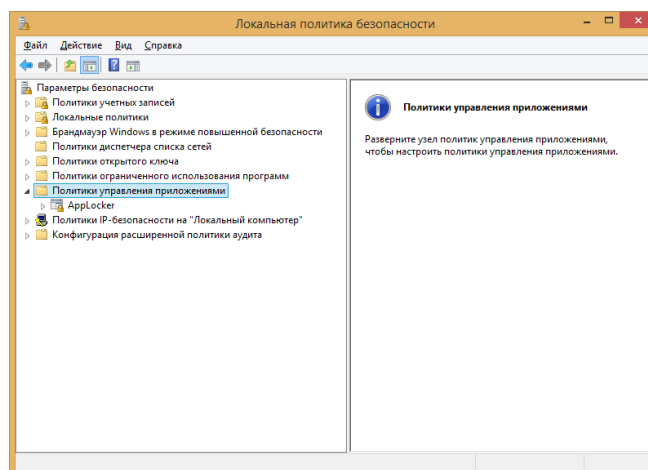 Локальная политика безопасности
Файл Действие Вид Справка
Параметры безопасности
Политики учетных записей
Локальные политики
Брандмауэр Windows в режиме повышенной безопасности
Политики диспетчера списка сетей
Политики открытого ключа
Политики ограниченного использования программ
Политики управления приложениями
AppLocker
Политики IP-безопасности на "Локальный компьютер"
Конфигурация расширенной политики аудита
Политики управления приложениями
Разверните узел политик управления приложениями,
чтобы настроить политики управления приложениями.